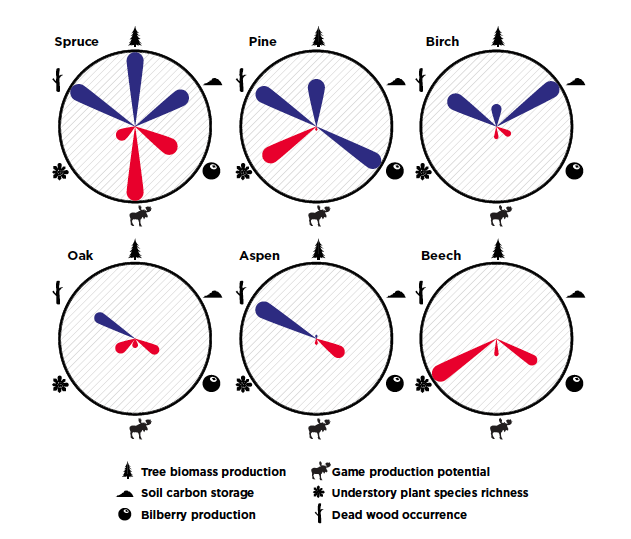 Spruce
Pine
Birch
Oak
Aspen
Beech
Tree biomass production
Game production potential
Soil carbon storage
Understory plant species richness
Bilberry production
Dead wood occurrence